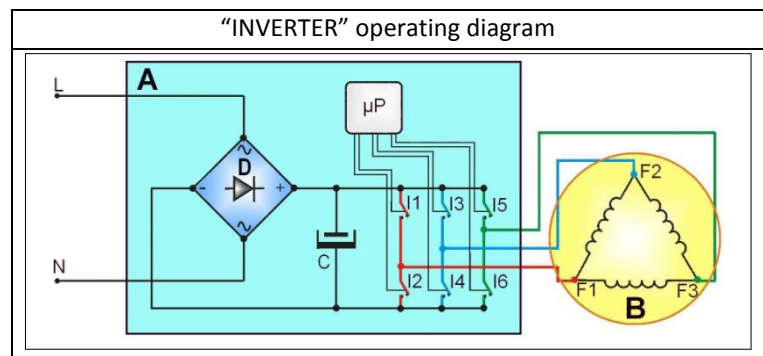 “INVERTER” operating diagram
A
L
µP
~
D
- +
~
I1 I3 I5
C
N
I2 I4 I6
F2
F1 F3
B